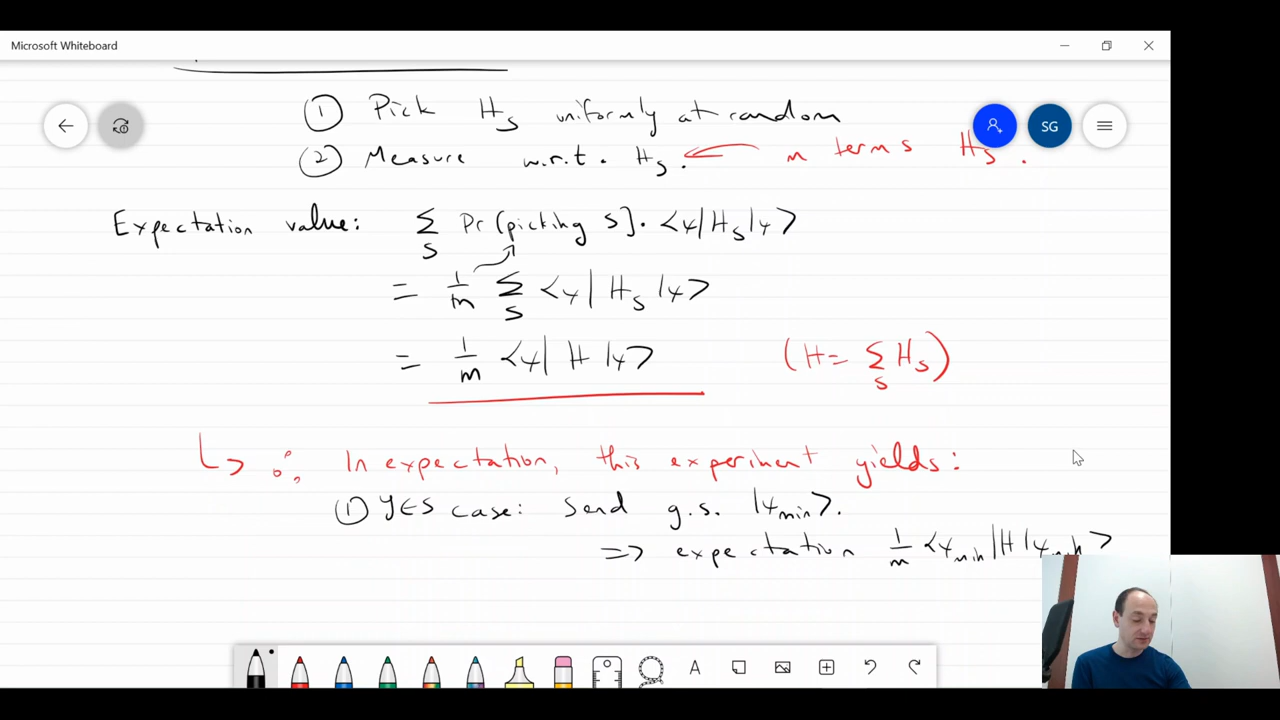 Microsoft Whiteboard
① Pick H_S uniformly at random
② Measure w.r.t. H_S. ← m terms H_S.
SG
Expectation value: Σ_S Pr[picking S]·<ψ|H_S|ψ>
= 1/m Σ_S <ψ| H_S |ψ>
= 1/m <ψ| H |ψ> (H = Σ_S H_S)
↳ ∴ In expectation, this experiment yields:
① YES case: Send g.s. |ψ_min>.
=> expectation 1/m <ψ_min|H|ψ_min>
A